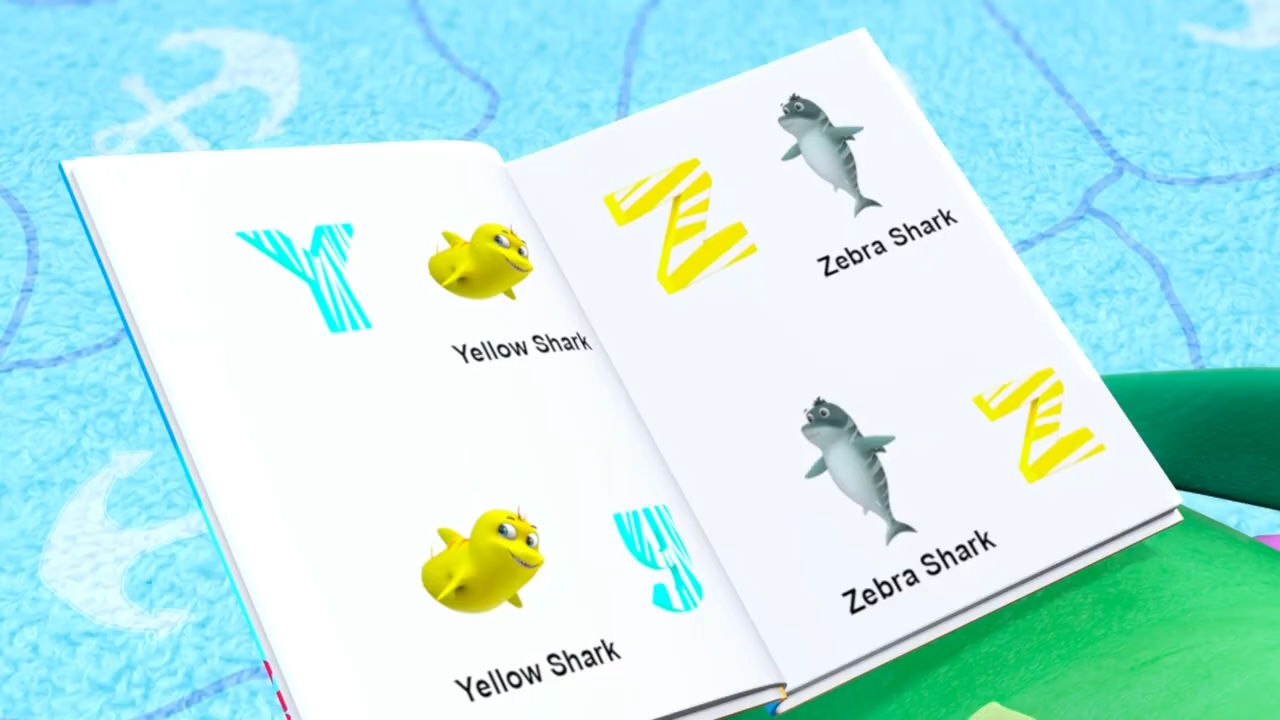 Y
Yellow Shark
Yellow Shark
y
Z
Zebra Shark
Zebra Shark
z